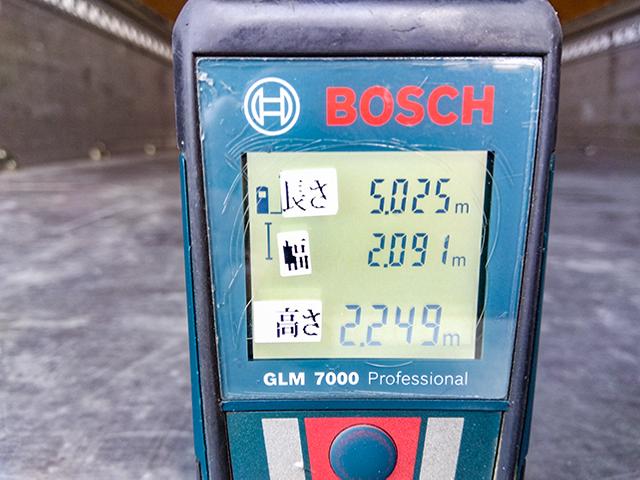 BOSCH
長さ 5.025m
幅 2.091m
高さ 2.249m
GLM 7000 Professional